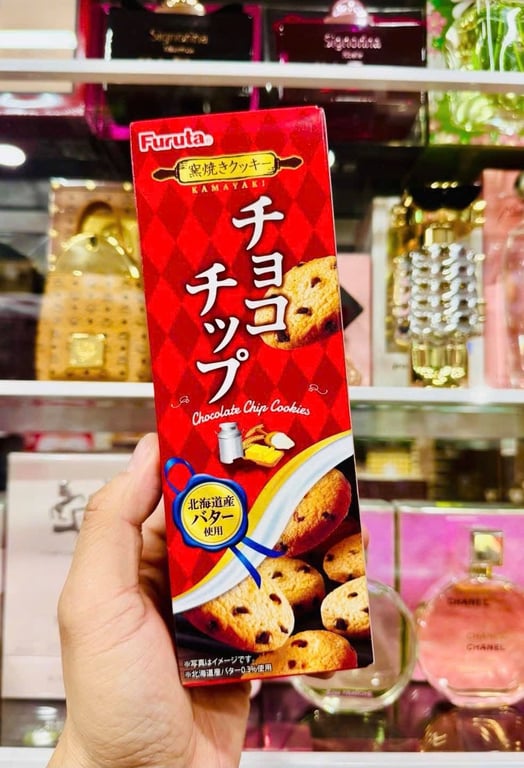 Signorina
Signorina
Furuta
窯焼きクッキー
KAMAYAKI
チョコ
チップ
Chocolate Chip Cookies
北海道産
バター
使用
※写真はイメージです。
※北海道産バター0.3%使用
CHANEL
CHANEL
CHANEL